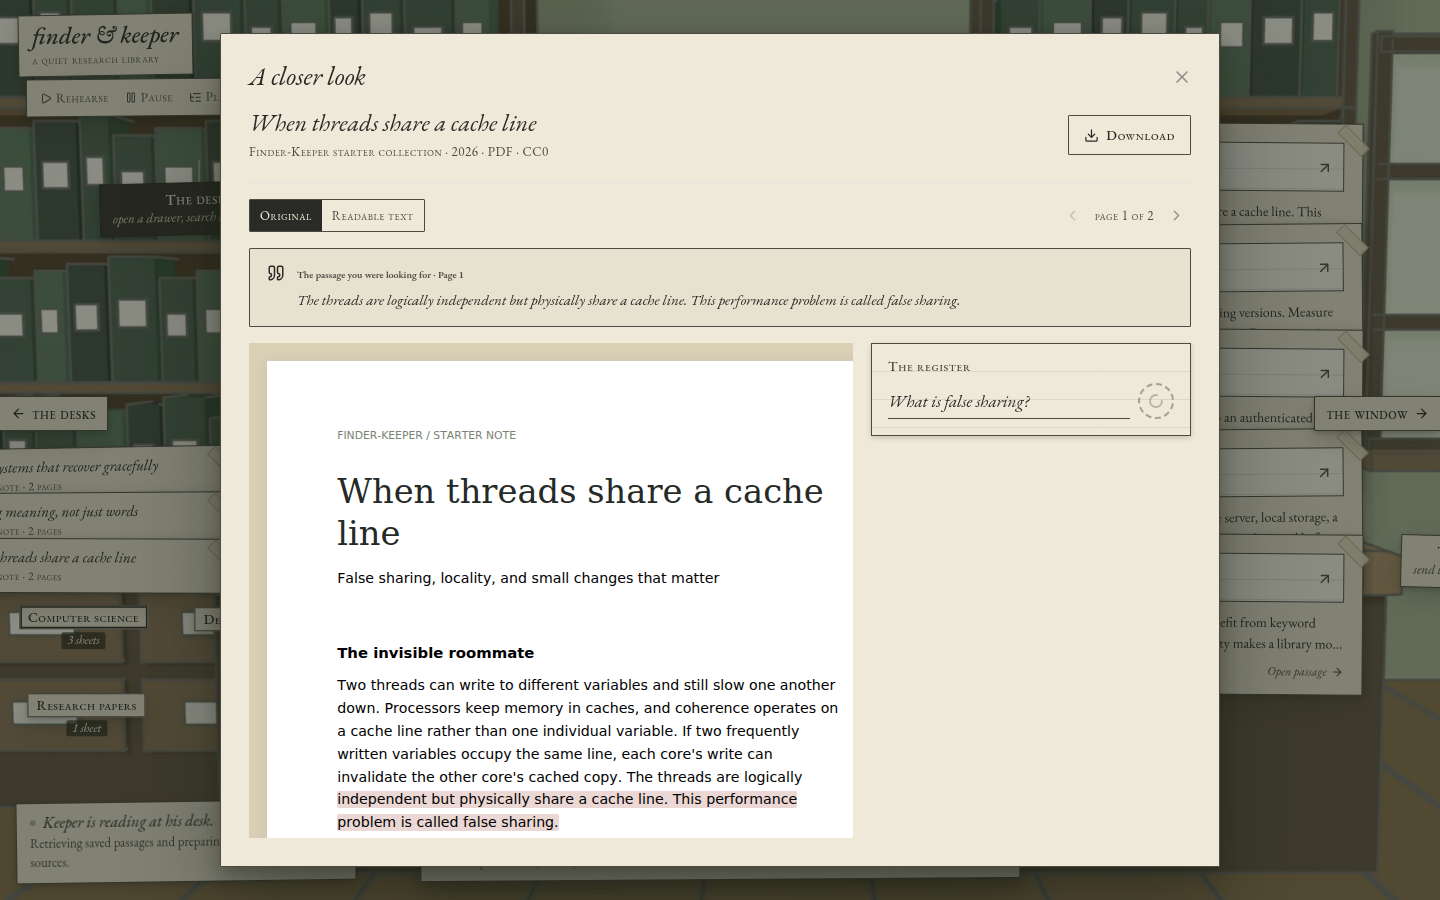 finder & keeper
A QUIET RESEARCH LIBRARY
REHEARSE
PAUSE
open a drawer, search
THE DESKS
systems that recover gracefully
NOTE · 2 PAGES
meaning, not just words
NOTE · 2 PAGES
threads share a cache line
NOTE · 2 PAGES
COMPUTER SCIENCE
3 sheets
RESEARCH PAPERS
1 sheet
Keeper is reading at his desk.
Retrieving saved passages and
sources.
A closer look
When threads share a cache line
FINDER-KEEPER STARTER COLLECTION · 2026 · PDF · CC0
DOWNLOAD
ORIGINAL
READABLE TEXT
PAGE 1 OF 2
The passage you were looking for · Page 1
The threads are logically independent but physically share a cache line. This performance problem is called false sharing.
FINDER-KEEPER / STARTER NOTE
When threads share a cache
line
False sharing, locality, and small changes that matter
The invisible roommate
Two threads can write to different variables and still slow one another
down. Processors keep memory in caches, and coherence operates on
a cache line rather than one individual variable. If two frequently
written variables occupy the same line, each core's write can
invalidate the other core's cached copy. The threads are logically
independent but physically share a cache line. This performance
problem is called false sharing.
THE REGISTER
What is false sharing?
a cache line. This
versions. Measure
an authenticated
THE WINDOW
server, local storage, a
from keyword
makes a library mo...
Open passage
send